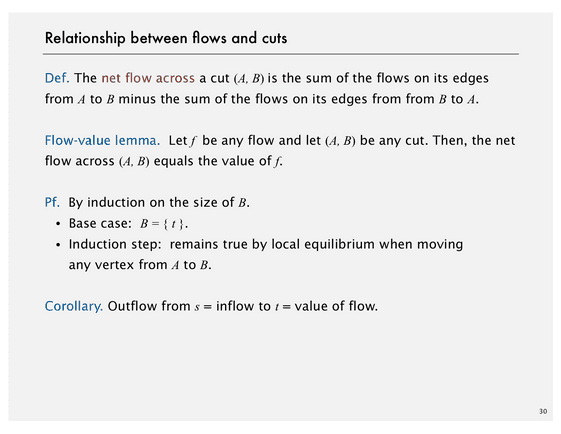 Relationship between flows and cuts
Def. The net flow across a cut (A, B) is the sum of the flows on its edges
from A to B minus the sum of the flows on its edges from from B to A.
Flow-value lemma. Let f be any flow and let (A, B) be any cut. Then, the net
flow across (A, B) equals the value of f.
Pf. By induction on the size of B.
• Base case: B = { t }.
• Induction step: remains true by local equilibrium when moving
any vertex from A to B.
Corollary. Outflow from s = inflow to t = value of flow.
30